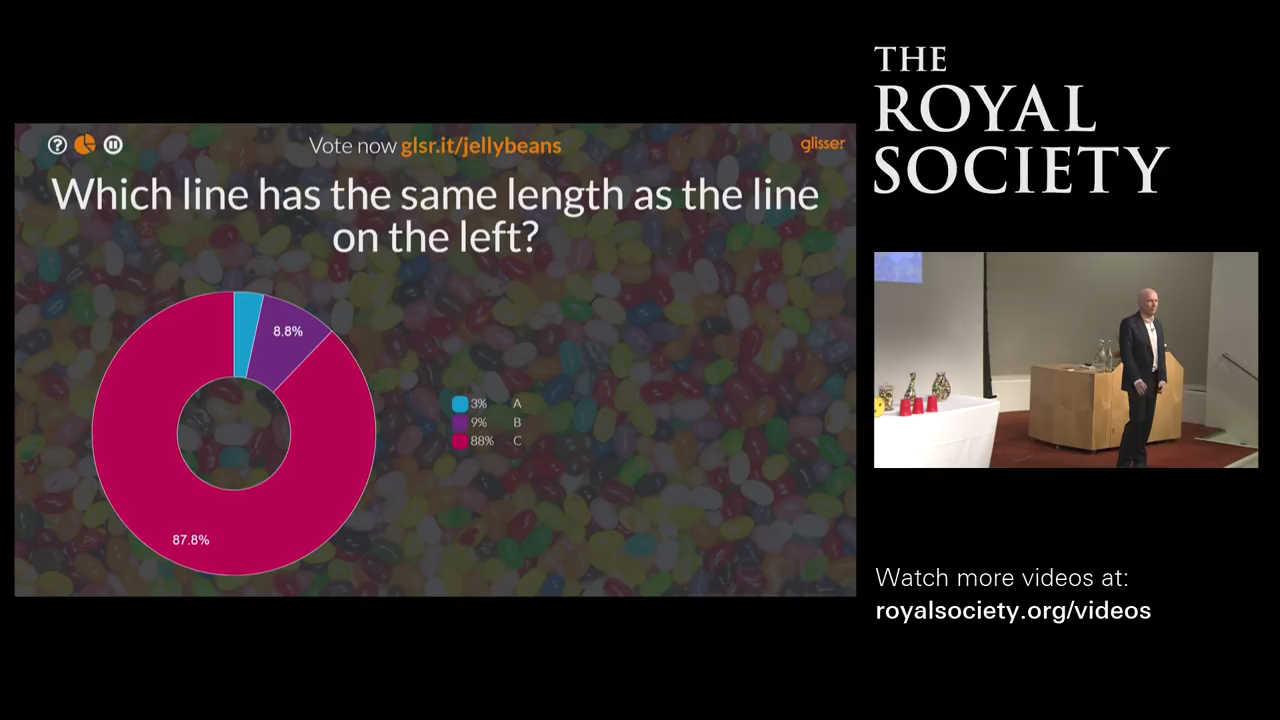 Vote now glsr.it/jellybeans
glisser
Which line has the same length as the line
on the left?
8.8%
3% A
9% B
88% C
87.8%
THE
ROYAL
SOCIETY
Watch more videos at:
royalsociety.org/videos